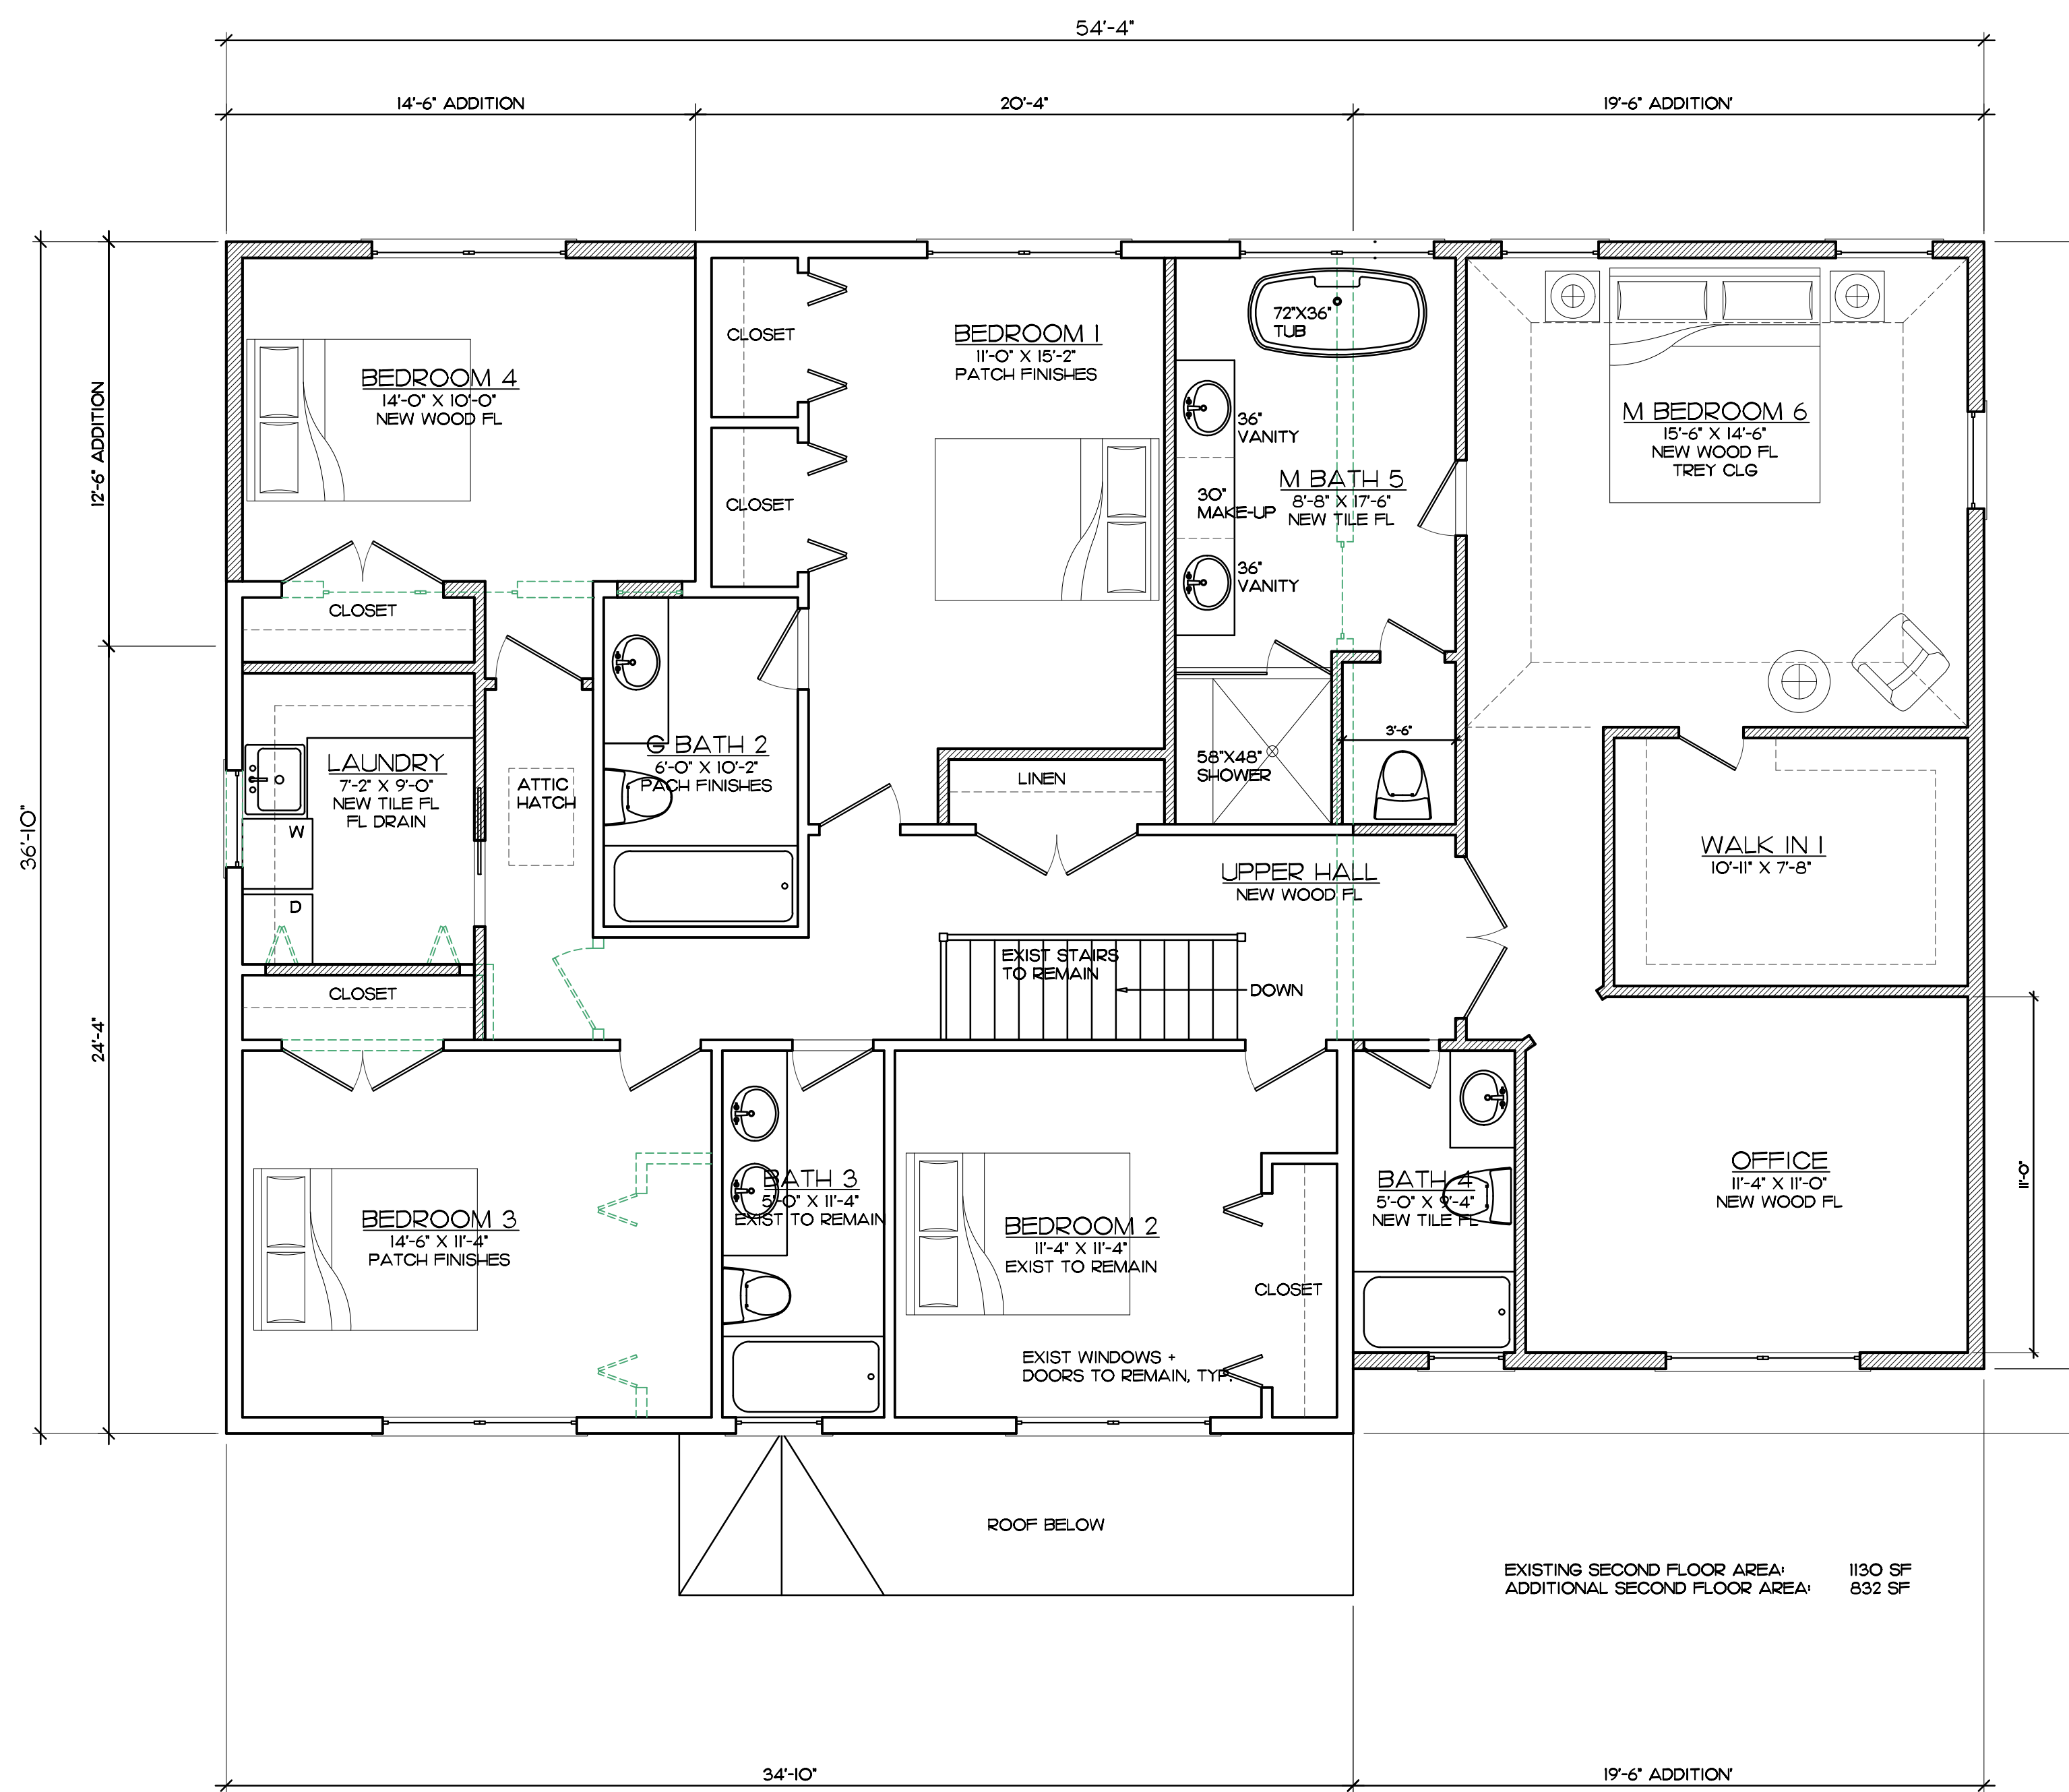 54'-4"
14'-6" ADDITION
20'-4"
19'-6" ADDITION'
36'-10"
12'-6" ADDITION
24'-4"
BEDROOM 4
14'-0" X 10'-0"
NEW WOOD FL
CLOSET
CLOSET
BEDROOM 1
11'-0" X 15'-2"
PATCH FINISHES
72"X36"
TUB
36"
VANITY
30"
MAKE-UP
36"
VANITY
M BATH 5
8'-8" X 17'-6"
NEW TILE FL
M BEDROOM 6
15'-6" X 14'-6"
NEW WOOD FL
TREY CLG
CLOSET
LAUNDRY
7'-2" X 9'-0"
NEW TILE FL
FL DRAIN
W
D
ATTIC
HATCH
G BATH 2
6'-0" X 10'-2"
PACH FINISHES
LINEN
58"X48"
SHOWER
3'-6"
WALK IN 1
10'-11" X 7'-8"
UPPER HALL
NEW WOOD FL
EXIST STAIRS
TO REMAIN
DOWN
CLOSET
BEDROOM 3
14'-6" X 11'-4"
PATCH FINISHES
BATH 3
5'-0" X 11'-4"
EXIST TO REMAIN
BEDROOM 2
11'-4" X 11'-4"
EXIST TO REMAIN
CLOSET
EXIST WINDOWS +
DOORS TO REMAIN, TYP.
BATH 4
5'-0" X 9'-4"
NEW TILE FL
OFFICE
11'-4" X 11'-0"
NEW WOOD FL
11'-0"
ROOF BELOW
EXISTING SECOND FLOOR AREA: 1130 SF
ADDITIONAL SECOND FLOOR AREA: 832 SF
34'-10"
19'-6" ADDITION'